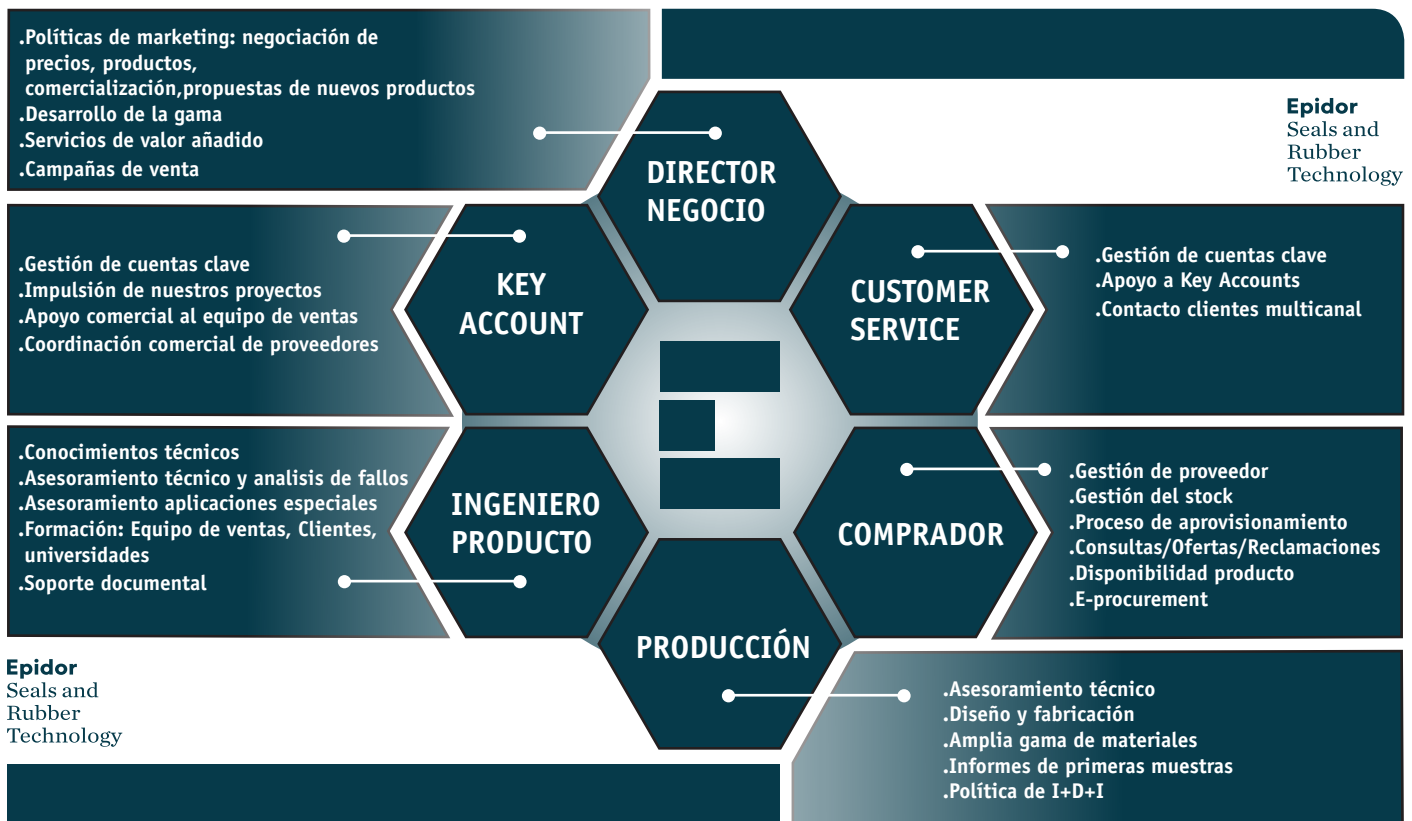 .Políticas de marketing: negociación de
precios, productos,
comercialización,propuestas de nuevos productos
.Desarrollo de la gama
.Servicios de valor añadido
.Campañas de venta
DIRECTOR
NEGOCIO
Epidor
Seals and
Rubber
Technology
.Gestión de cuentas clave
.Impulsión de nuestros proyectos
.Apoyo comercial al equipo de ventas
.Coordinación comercial de proveedores
KEY
ACCOUNT
CUSTOMER
SERVICE
.Gestión de cuentas clave
.Apoyo a Key Accounts
.Contacto clientes multicanal
.Conocimientos técnicos
.Asesoramiento técnico y analisis de fallos
.Asesoramiento aplicaciones especiales
.Formación: Equipo de ventas, Clientes,
universidades
.Soporte documental
INGENIERO
PRODUCTO
COMPRADOR
.Gestión de proveedor
.Gestión del stock
.Proceso de aprovisionamiento
.Consultas/Ofertas/Reclamaciones
.Disponibilidad producto
.E-procurement
PRODUCCIÓN
Epidor
Seals and
Rubber
Technology
.Asesoramiento técnico
.Diseño y fabricación
.Amplia gama de materiales
.Informes de primeras muestras
.Política de I+D+I